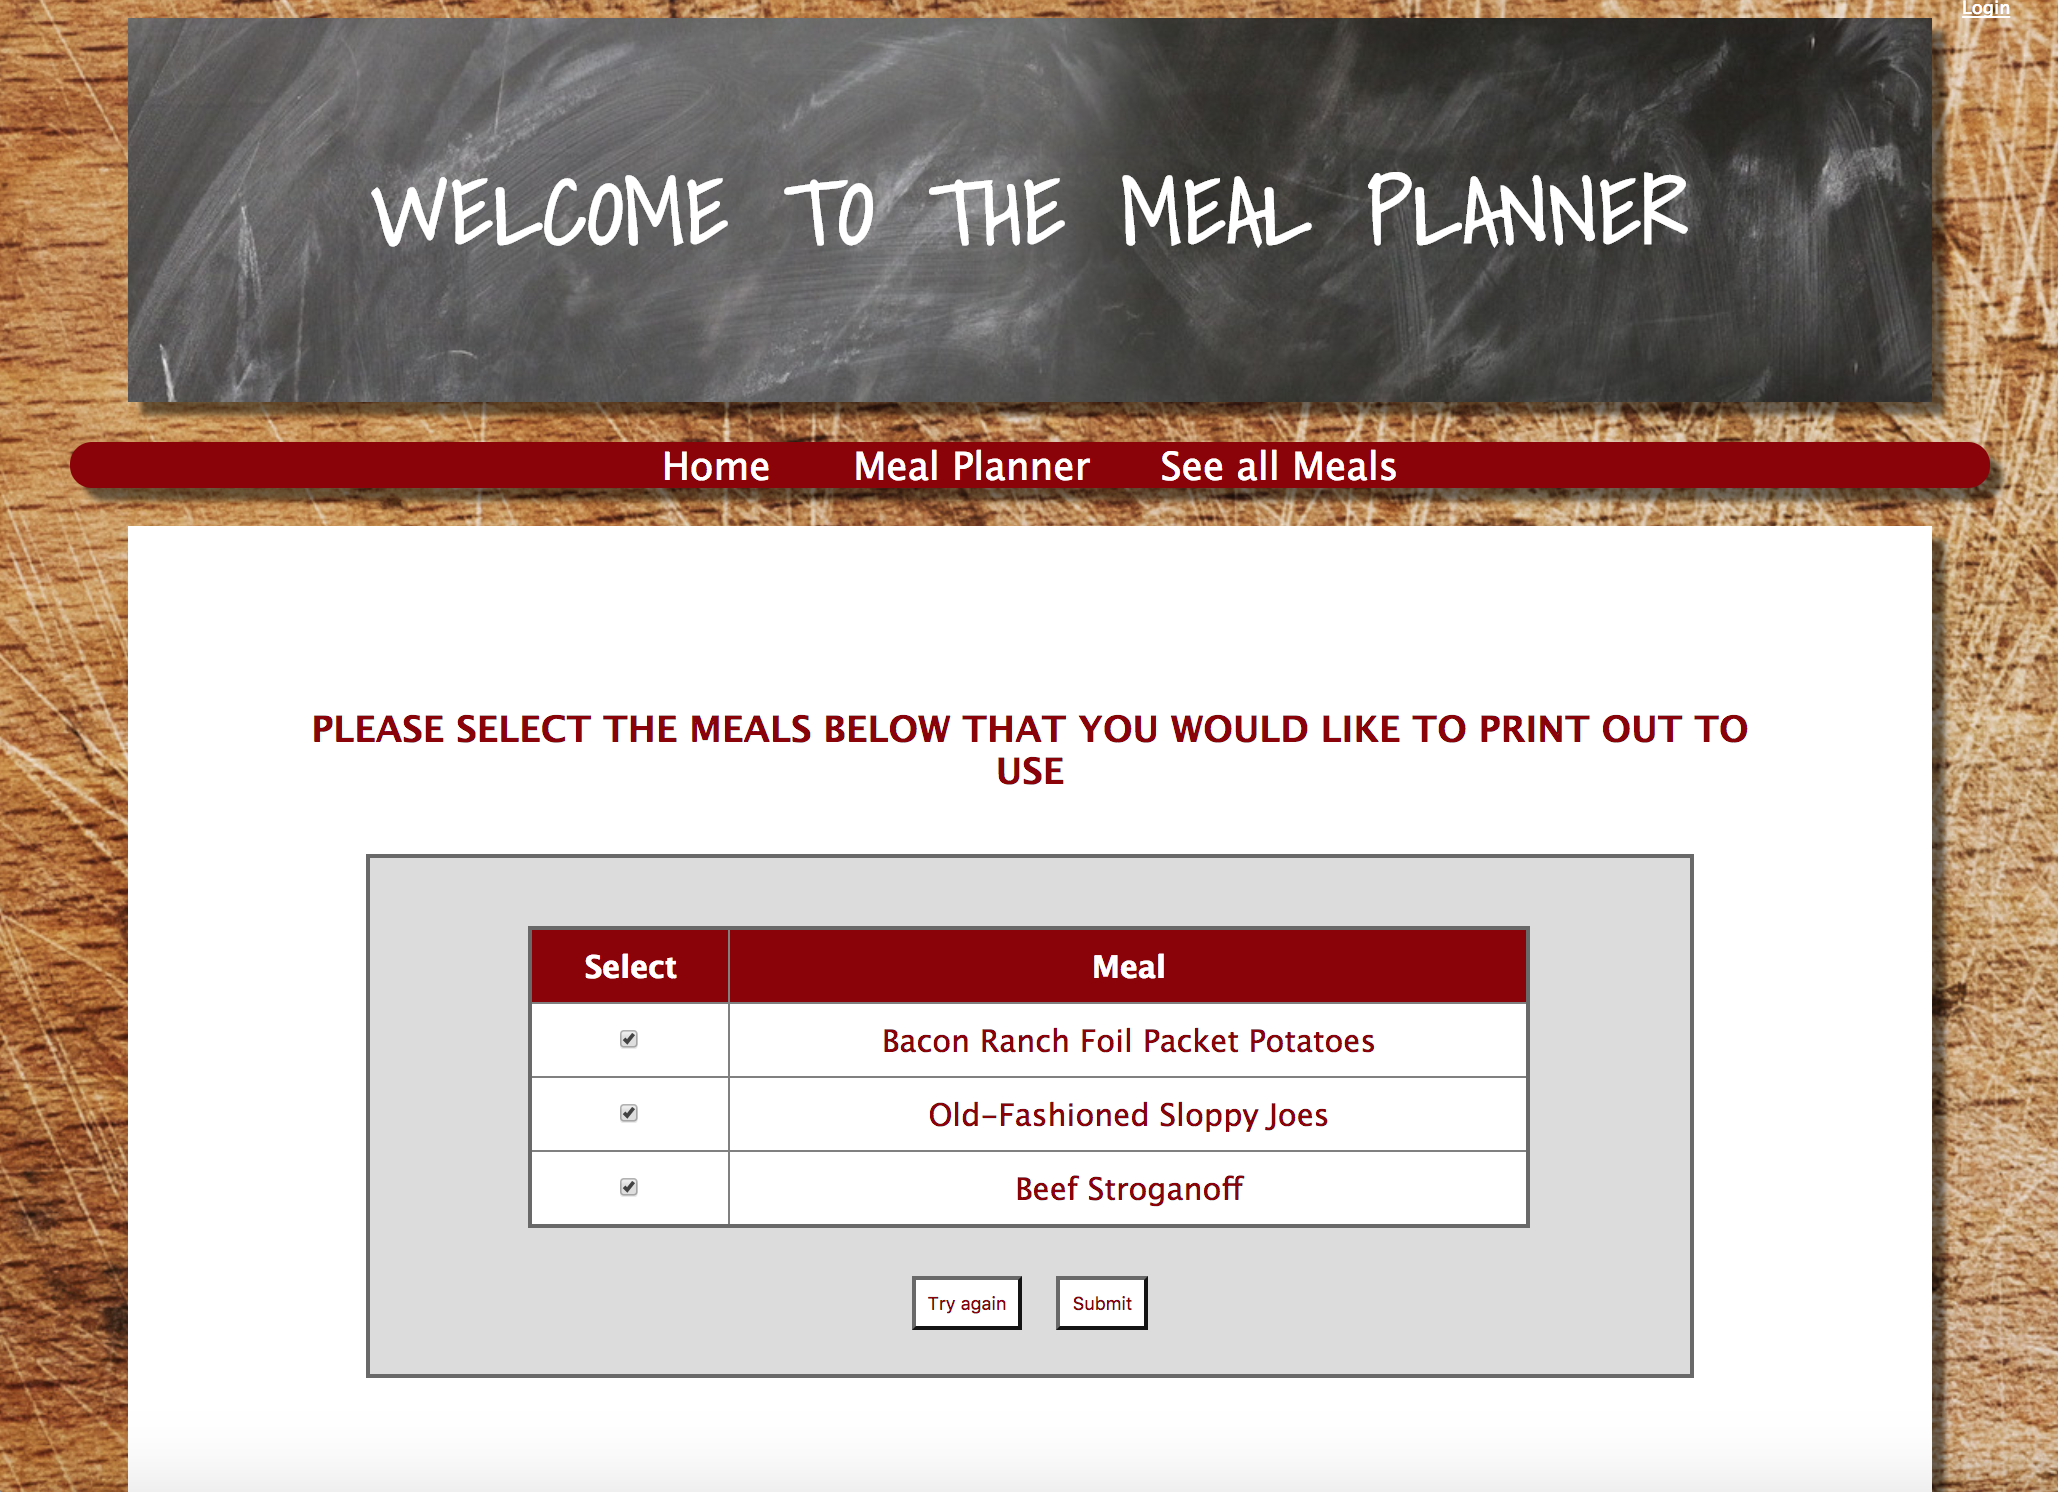 Login
WELCOME TO THE MEAL PLANNER
Home Meal Planner See all Meals
PLEASE SELECT THE MEALS BELOW THAT YOU WOULD LIKE TO PRINT OUT TO
USE
Select Meal
Bacon Ranch Foil Packet Potatoes
Old-Fashioned Sloppy Joes
Beef Stroganoff
Try again Submit